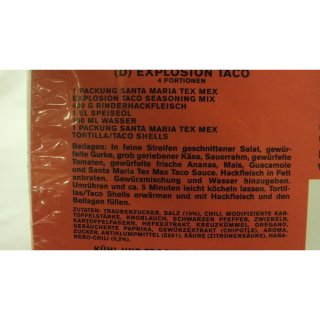 (D) EXPLOSION TACO
4 PORTIONEN
1 PACKUNG SANTA MARIA TEX MEX
EXPLOSION TACO SEASONING MIX
400 G RINDERHACKFLEISCH
1 EL SPEISEÖL
100 ML WASSER
1 PACKUNG SANTA MARIA TEX MEX
TORTILLA/TACO SHELLS
Beilagen: In feine Streifen geschnittener Salat, gewür-
felte Gurke, grob geriebener Käse, Sauerrahm, gewürfelte
Tomaten, gewürfelte frische Ananas, Mais, Guacamole
und Santa Maria Tex Mex Taco Sauce. Hackfleisch in Fett
anbraten. Gewürzmischung und Wasser hinzugeben.
Umrühren und ca. 5 Minuten leicht köcheln lassen. Tortil-
las/Taco Shells erwärmen und mit Hackfleisch und den
Beilagen füllen.
ZUTATEN: TRAUBENZUCKER, SALZ (19%), CHILI, MODIFIZIERTE KAR-
TOFFELSTÄRKE, KNOBLAUCH, SCHWARZER PFEFFER, ZWIEBELN,
KARTOFFELFASERN, HEFEEXTRAKT, KREUZKÜMMEL, OREGANO,
GERÄUCHERTE PAPRIKA, GEWÜRZEXTRAKT (CHIPOTLE), AROMA,
ZUCKER, ANTIKLUMPMITTEL (E551), SÄURE (ZITRONENSÄURE), HABA-
NERO-CHILI (0,2%).
KÜHL UND